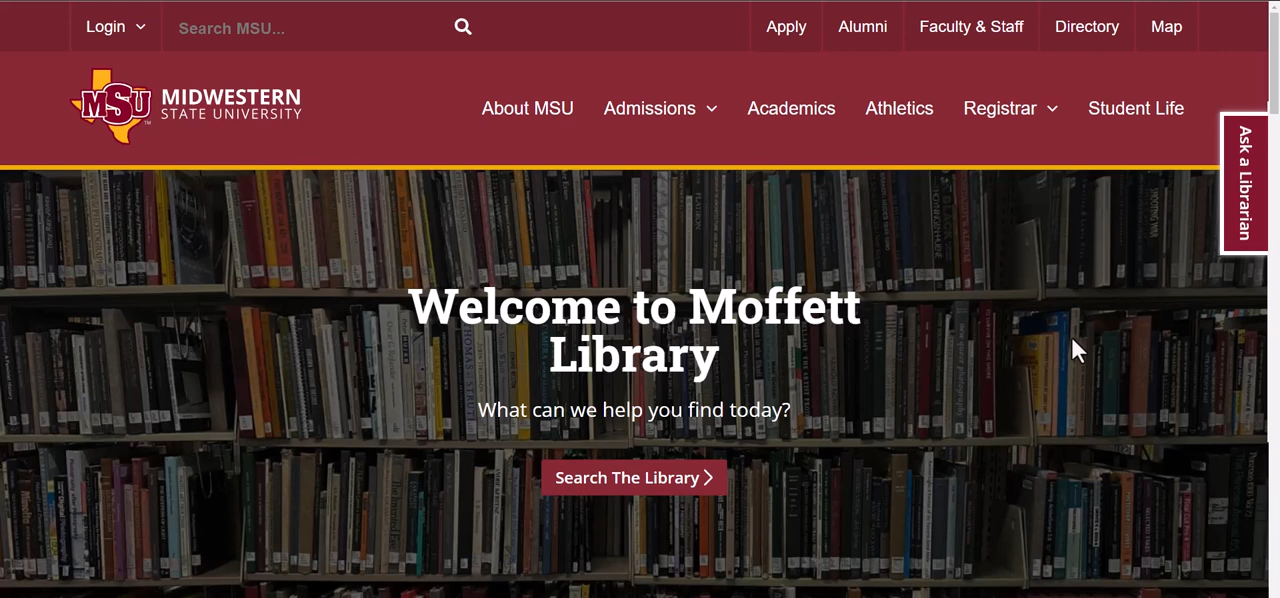 Login
Search MSU...
Apply
Alumni
Faculty & Staff
Directory
Map
MSU
TM
MIDWESTERN
STATE UNIVERSITY
About MSU
Admissions
Academics
Athletics
Registrar
Student Life
Ask a Librarian
Welcome to Moffett
Library
What can we help you find today?
Search The Library